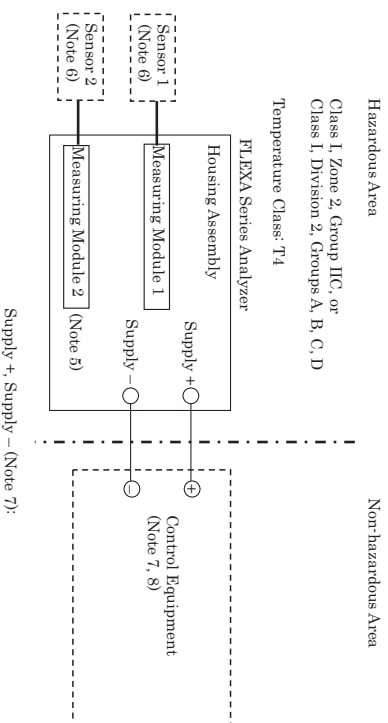 Hazardous Area
Non-hazardous Area
Class I, Zone 2, Group IIC, or
Class I, Division 2, Groups A, B, C, D
Temperature Class: T4
FLEXA Series Analyzer
Housing Assembly
Sensor 1
(Note 6)
Measuring Module 1
Supply +
+
Control Equipment
(Note 7, 8)
Supply –
–
Sensor 2
(Note 6)
Measuring Module 2
(Note 5)
Supply +, Supply – (Note 7):